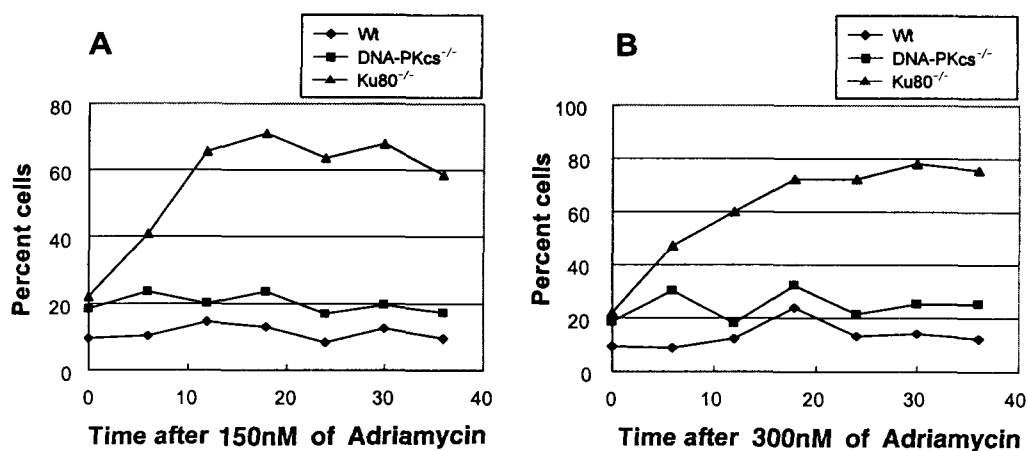 A
Wt
DNA-PKcs-/-
Ku80-/-
80
60
40
20
0
Percent cells
0 10 20 30 40
Time after 150nM of Adriamycin
B
Wt
DNA-PKcs-/-
Ku80-/-
100
80
60
40
20
0
Percent cells
0 10 20 30 40
Time after 300nM of Adriamycin